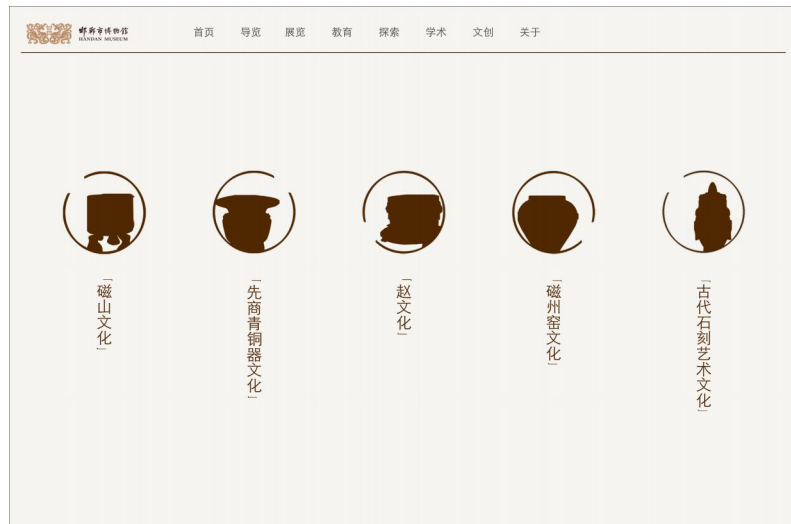 邯郸市博物馆
HANDAN MUSEUM
首页 导览 展览 教育 探索 学术 文创 关于
「磁山文化」
「先商青铜器文化」
「赵文化」
「磁州窑文化」
「古代石刻艺术文化」